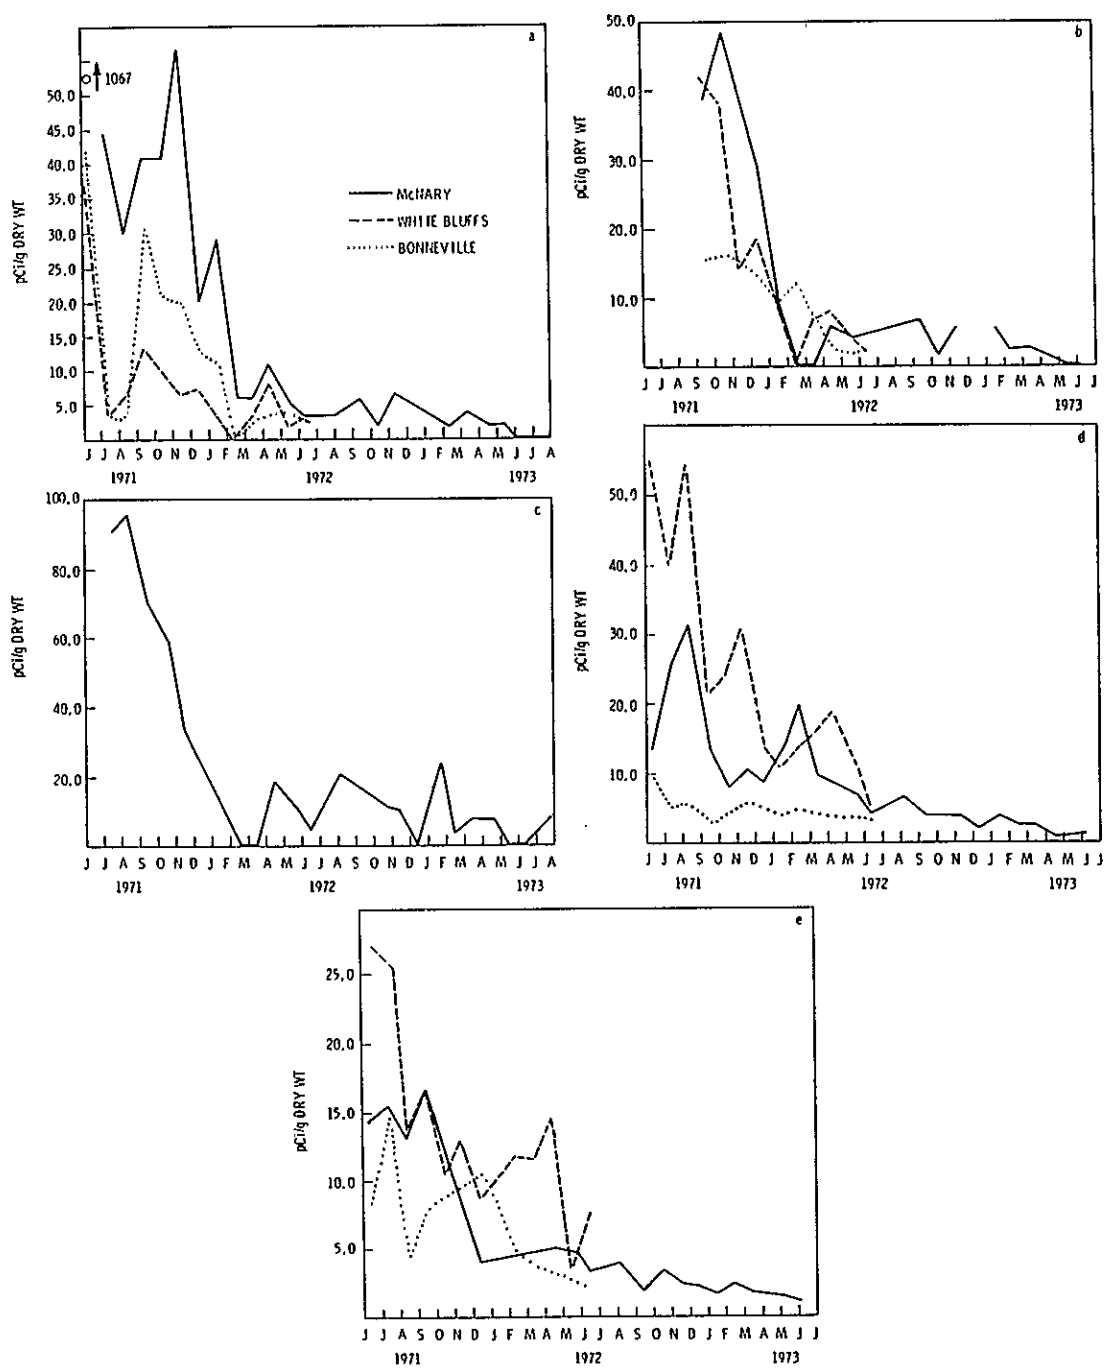 a
1067
50.0
45.0
40.0
35.0
30.0
25.0
20.0
15.0
10.0
5.0
pCi/g DRY WT
McNARY
WHITE BLUFFS
BONNEVILLE
J J A S O N D J F M A M J J A S O N D J F M A M J J A
1971 1972 1973
b
50.0
40.0
30.0
20.0
10.0
pCi/g DRY WT
J J A S O N D J F M A M J J A S O N D J F M A M J J
1971 1972 1973
c
100.0
80.0
60.0
40.0
20.0
pCi/g DRY WT
J J A S O N D J F M A M J J A S O N D J F M A M J J A
1971 1972 1973
d
50.0
40.0
30.0
20.0
10.0
pCi/g DRY WT
J J A S O N D J F M A M J J A S O N D J F M A M J J
1971 1972 1973
e
25.0
20.0
15.0
10.0
5.0
pCi/g DRY WT
J J A S O N D J F M A M J J A S O N D J F M A M J J
1971 1972 1973